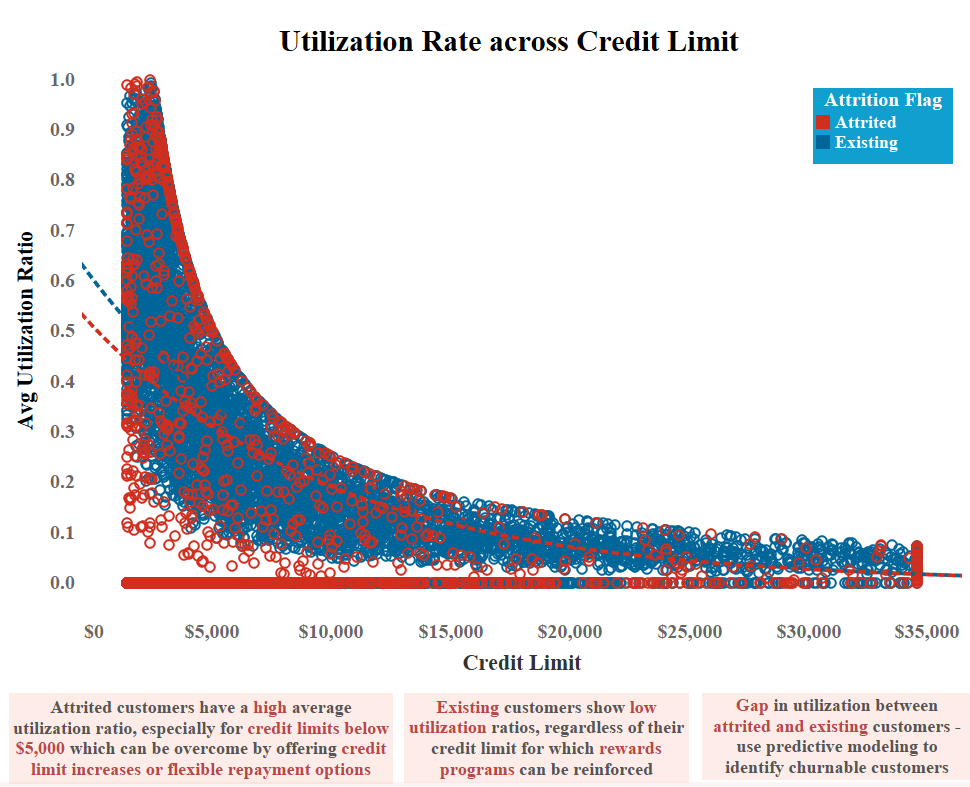 Utilization Rate across Credit Limit
Attrition Flag
Attrited
Existing
Avg Utilization Ratio
1.0
0.9
0.8
0.7
0.6
0.5
0.4
0.3
0.2
0.1
0.0
$0 $5,000 $10,000 $15,000 $20,000 $25,000 $30,000 $35,000
Credit Limit
Attrited customers have a high average
utilization ratio, especially for credit limits below
$5,000 which can be overcome by offering credit
limit increases or flexible repayment options
Existing customers show low
utilization ratios, regardless of their
credit limit for which rewards
programs can be reinforced
Gap in utilization between
attrited and existing customers -
use predictive modeling to
identify churnable customers